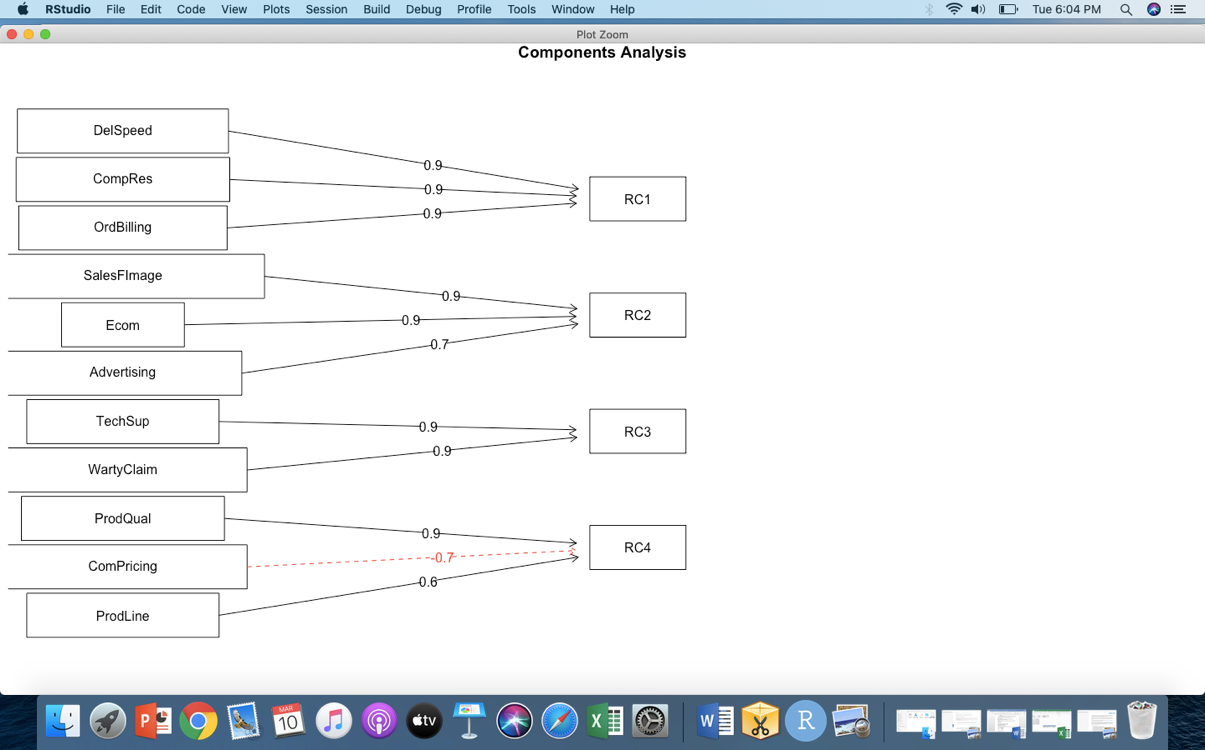 RStudio File Edit Code View Plots Session Build Debug Profile Tools Window Help Tue 6:04 PM
Plot Zoom
Components Analysis
DelSpeed
0.9
CompRes
0.9
RC1
OrdBilling
0.9
SalesFImage
0.9
Ecom
0.9
RC2
Advertising
0.7
TechSup
0.9
RC3
WartyClaim
0.9
ProdQual
0.9
ComPricing
-0.7
RC4
ProdLine
0.6
P
MAR
10
tv
X
W
R